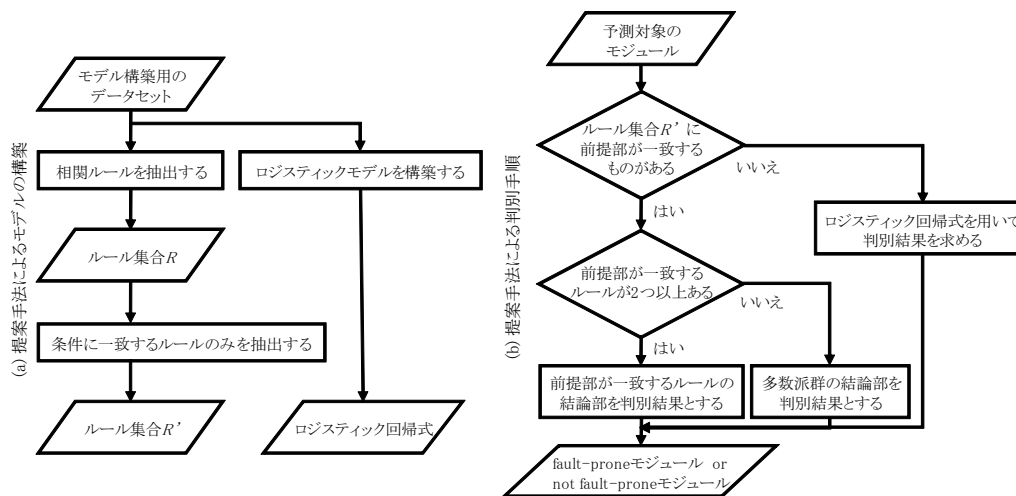 (a) 提案手法によるモデルの構築
モデル構築用の
データセット
相関ルールを抽出する
ロジスティックモデルを構築する
ルール集合R
条件に一致するルールのみを抽出する
ルール集合R’
ロジスティック回帰式
(b) 提案手法による判別手順
予測対象の
モジュール
ルール集合R’に
前提部が一致する
ものがある
いいえ
はい
ロジスティック回帰式を用いて
判別結果を求める
前提部が一致する
ルールが2つ以上ある
いいえ
はい
前提部が一致するルールの
結論部を判別結果とする
多数派群の結論部を
判別結果とする
fault-proneモジュール or
not fault-proneモジュール